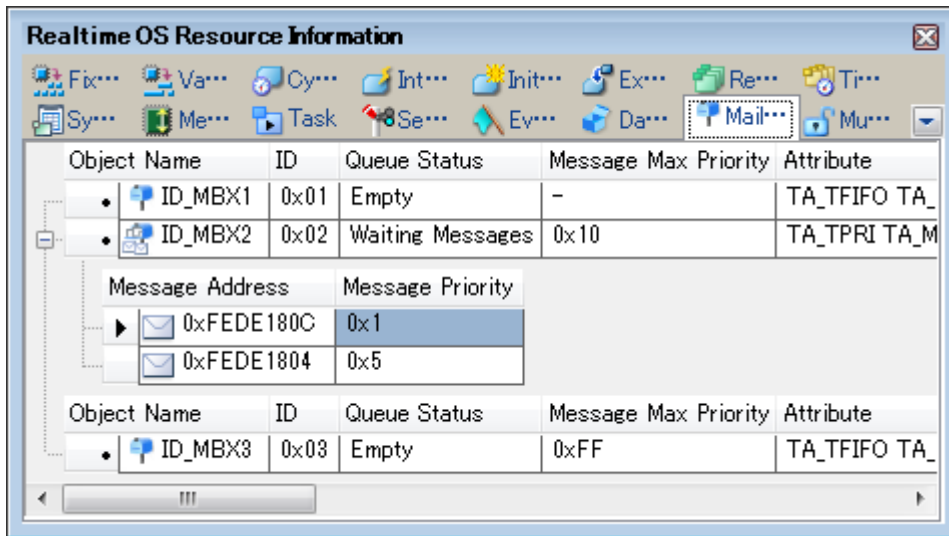 Realtime OS Resource Information
Fix··· Va··· Cy··· Int··· Init··· Ex··· Re··· Ti···
Sy··· Me··· Task Se··· Ev··· Da··· Mail··· Mu···
Object Name ID Queue Status Message Max Priority Attribute
ID_MBX1 0x01 Empty - TA_TFIFO TA_
ID_MBX2 0x02 Waiting Messages 0x10 TA_TPRI TA_M
Message Address Message Priority
0xFEDE180C 0x1
0xFEDE1804 0x5
Object Name ID Queue Status Message Max Priority Attribute
ID_MBX3 0x03 Empty 0xFF TA_TFIFO TA_